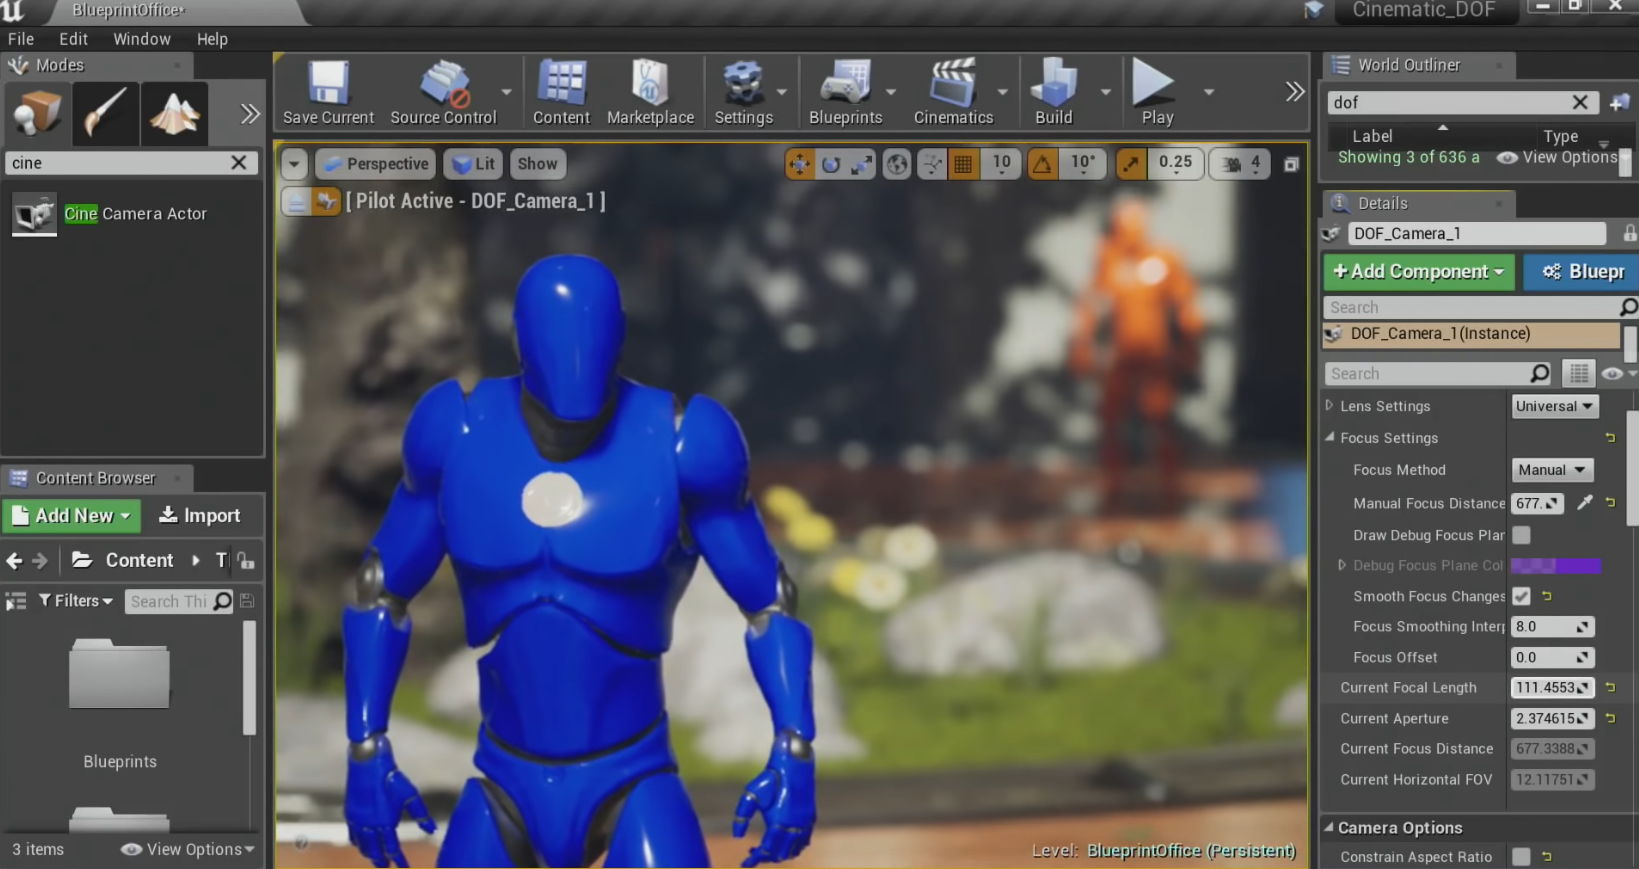 BlueprintOffice*
Cinematic_DOF
File Edit Window Help
Modes
cine
Cine Camera Actor
Save Current
Source Control
Content
Marketplace
Settings
Blueprints
Cinematics
Build
Play
Perspective
Lit
Show
10
10°
0.25
4
[ Pilot Active - DOF_Camera_1 ]
Level: BlueprintOffice (Persistent)
Content Browser
Add New
Import
Content
T
Filters
Search Thi
Blueprints
3 items
View Options
World Outliner
dof
Label
Type
Showing 3 of 636 a
View Options
Details
DOF_Camera_1
+Add Component
Bluepr
Search
DOF_Camera_1(Instance)
Search
Lens Settings Universal
Focus Settings
Focus Method Manual
Manual Focus Distance 677.
Draw Debug Focus Plan
Debug Focus Plane Col
Smooth Focus Changes
Focus Smoothing Interp 8.0
Focus Offset 0.0
Current Focal Length 111.4553
Current Aperture 2.374615
Current Focus Distance 677.3388
Current Horizontal FOV 12.11751
Camera Options
Constrain Aspect Ratio